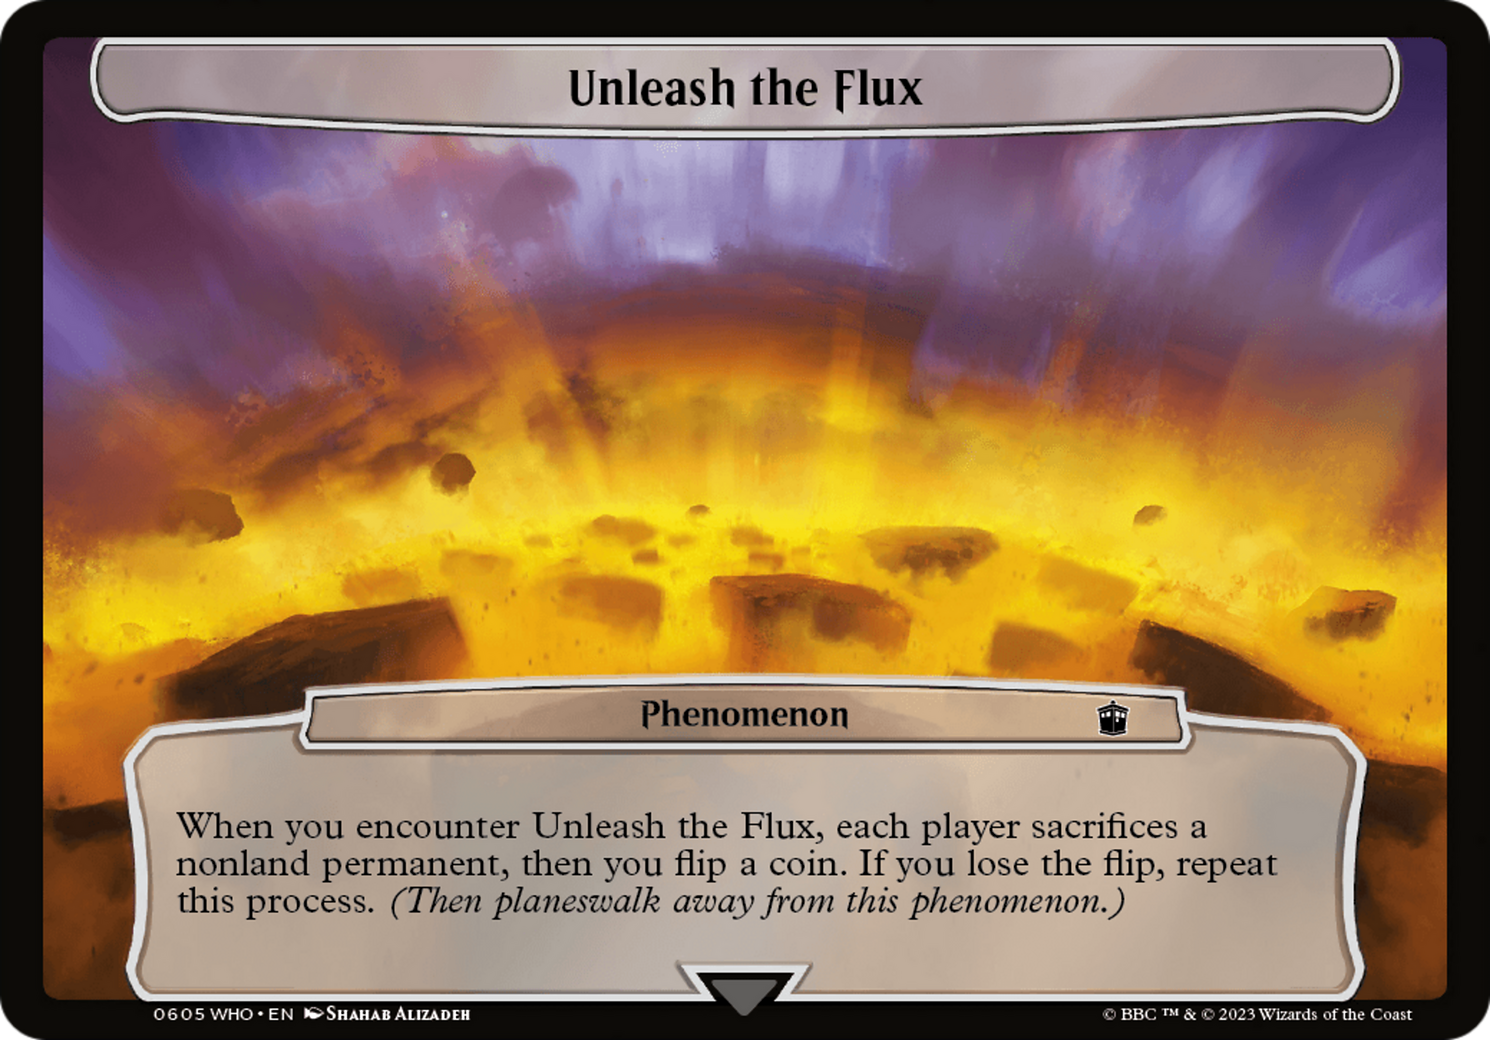 Unleash the Flux
Phenomenon
When you encounter Unleash the Flux, each player sacrifices a
nonland permanent, then you flip a coin. If you lose the flip, repeat
this process. (Then planeswalk away from this phenomenon.)
0605 WHO • EN Shahab Alizadeh
© BBC ™ & © 2023 Wizards of the Coast